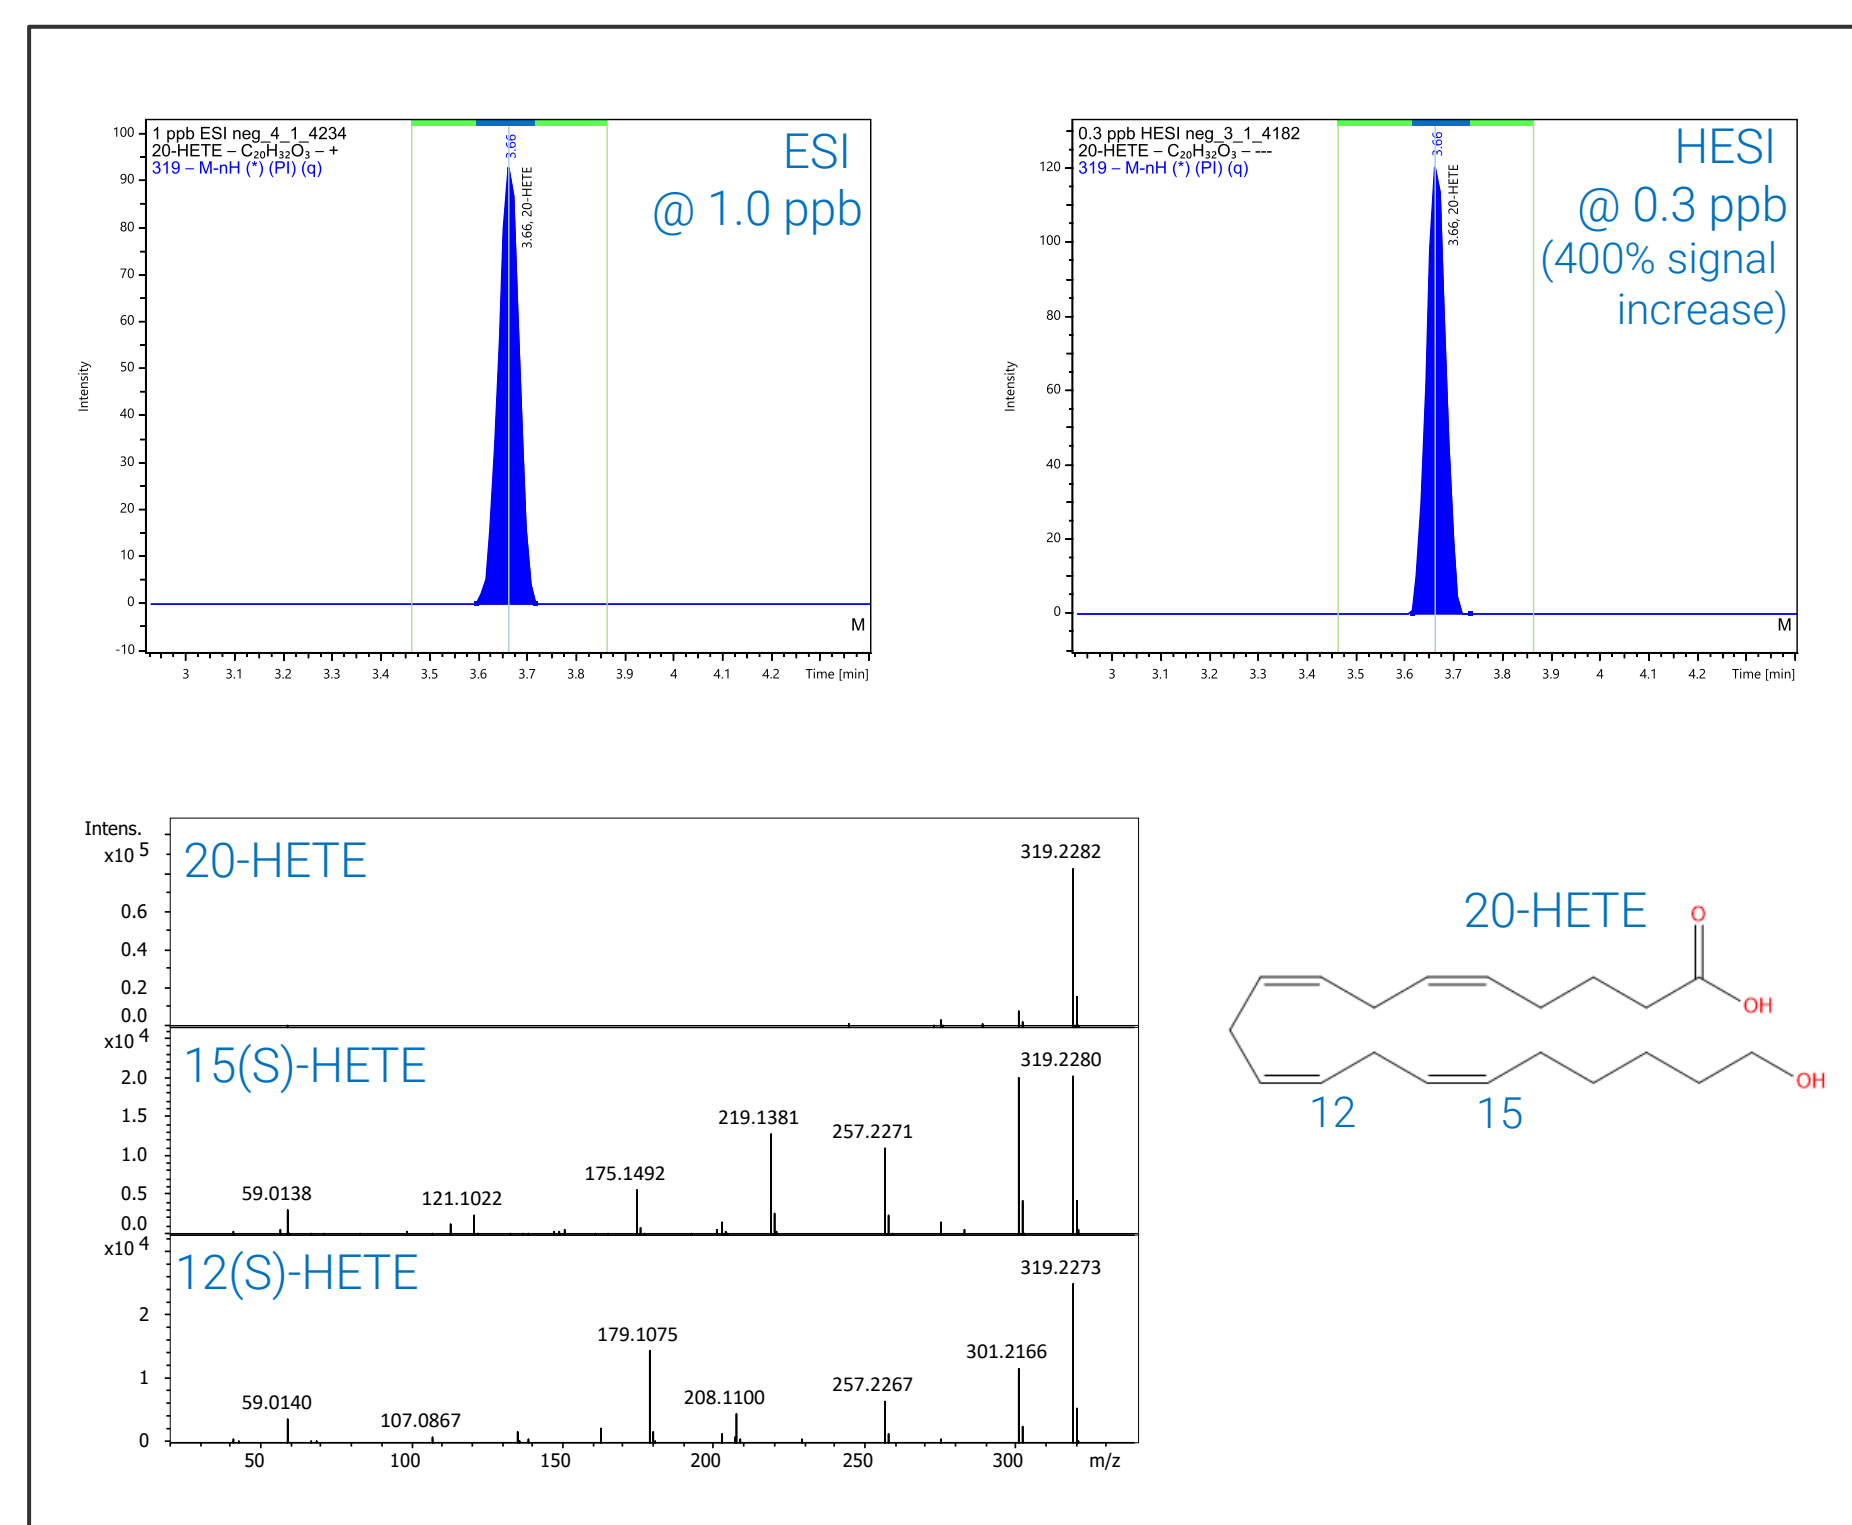 1 ppb ESI neg_4_1_4234
20-HETE – C₂₀H₃₂O₃ – +
319 – M-nH (*) (PI) (q)
ESI
@ 1.0 ppb
3.66
3.66, 20-HETE
Intensity
100
90
80
70
60
50
40
30
20
10
0
-10
M
3 3.1 3.2 3.3 3.4 3.5 3.6 3.7 3.8 3.9 4 4.1 4.2 Time [min]
0.3 ppb HESI neg_3_1_4182
20-HETE – C₂₀H₃₂O₃ – ---
319 – M-nH (*) (PI) (q)
HESI
@ 0.3 ppb
(400% signal
increase)
3.66
3.66, 20-HETE
Intensity
120
100
80
60
40
20
0
M
3 3.1 3.2 3.3 3.4 3.5 3.6 3.7 3.8 3.9 4 4.1 4.2 Time [min]
Intens.
x10 5
20-HETE
319.2282
0.6
0.4
0.2
0.0
x10 4
15(S)-HETE
319.2280
2.0
1.5
219.1381
257.2271
1.0
175.1492
0.5
59.0138
121.1022
0.0
x10 4
12(S)-HETE
319.2273
2
179.1075
301.2166
1
257.2267
208.1100
59.0140
107.0867
0
50 100 150 200 250 300 m/z
20-HETE
O
OH
OH
12 15